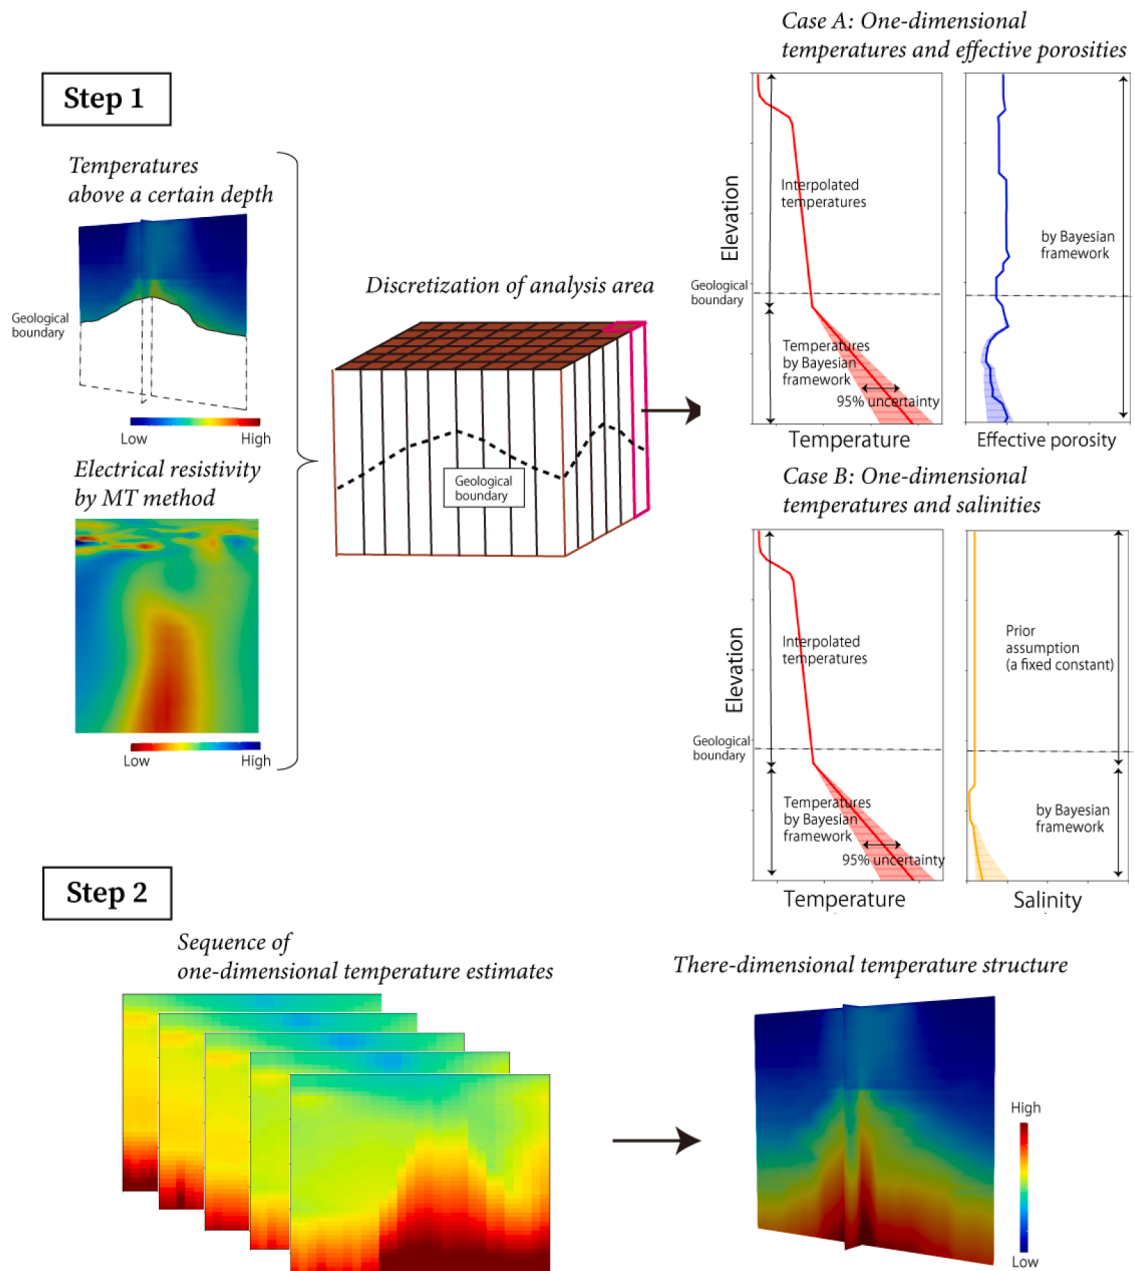 Step 1
Temperatures
above a certain depth
Geological
boundary
Low
High
Electrical resistivity
by MT method
Low
High
Discretization of analysis area
Geological
boundary
Case A: One-dimensional
temperatures and effective porosities
Elevation
Interpolated
temperatures
Geological
boundary
Temperatures
by Bayesian
framework
95% uncertainty
Temperature
by Bayesian
framework
Effective porosity
Case B: One-dimensional
temperatures and salinities
Elevation
Interpolated
temperatures
Geological
boundary
Temperatures
by Bayesian
framework
95% uncertainty
Temperature
Prior
assumption
(a fixed constant)
by Bayesian
framework
Salinity
Step 2
Sequence of
one-dimensional temperature estimates
There-dimensional temperature structure
High
Low